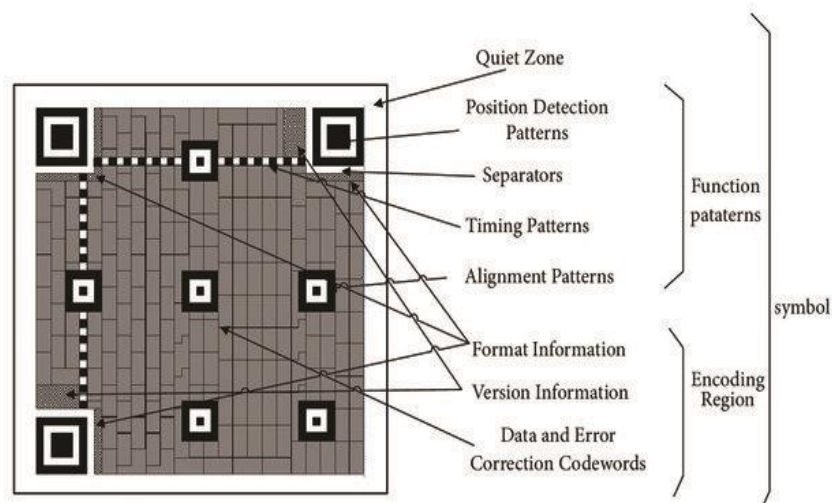 Quiet Zone
Position Detection
Patterns
Separators
Function
pataterns
Timing Patterns
Alignment Patterns
symbol
Format Information
Encoding
Region
Version Information
Data and Error
Correction Codewords